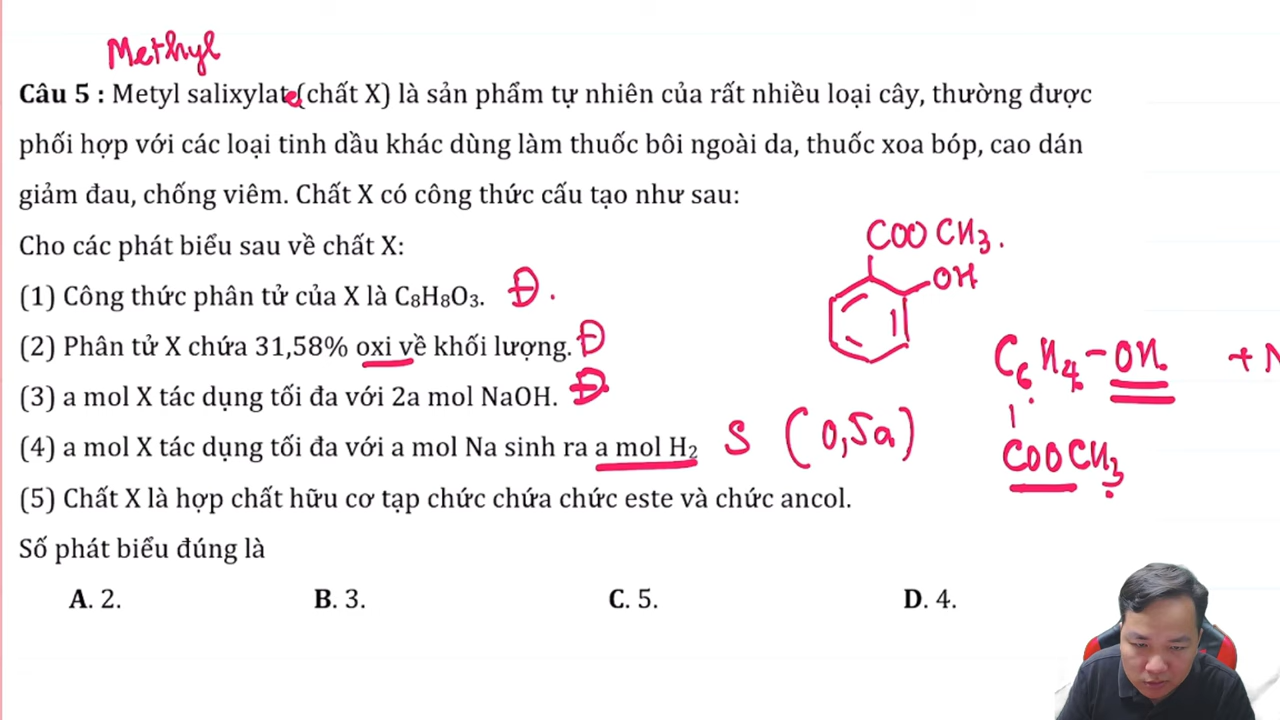 Methyl
Câu 5 : Metyl salixylate (chất X) là sản phẩm tự nhiên của rất nhiều loại cây, thường được
phối hợp với các loại tinh dầu khác dùng làm thuốc bôi ngoài da, thuốc xoa bóp, cao dán
giảm đau, chống viêm. Chất X có công thức cấu tạo như sau:
COOCH3.
OH
Cho các phát biểu sau về chất X:
(1) Công thức phân tử của X là C₈H₈O₃. Đ.
(2) Phân tử X chứa 31,58% oxi về khối lượng. Đ
C6H4-OH. + N
(3) a mol X tác dụng tối đa với 2a mol NaOH. Đ.
(4) a mol X tác dụng tối đa với a mol Na sinh ra a mol H₂ S (0,5a)
COOCH3
(5) Chất X là hợp chất hữu cơ tạp chức chứa chức este và chức ancol.
Số phát biểu đúng là
A. 2. B. 3. C. 5. D. 4.